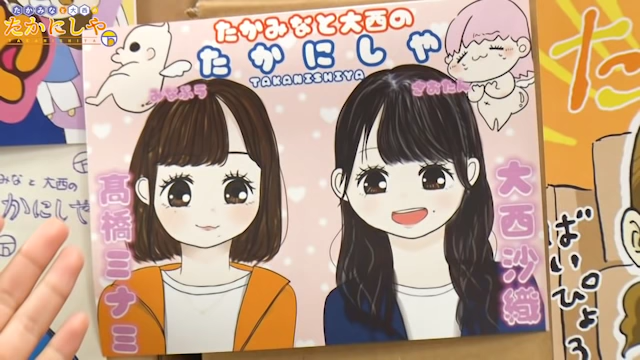 たかみなと大西の
たかにしや
TAKANISHIYA
たかみなと大西の
たかにしや
TAKANISHIYA
みなぷう
さおたん
髙橋ミナミ
大西沙織
みなと大西の
かにしや
た
ばいぴょろ